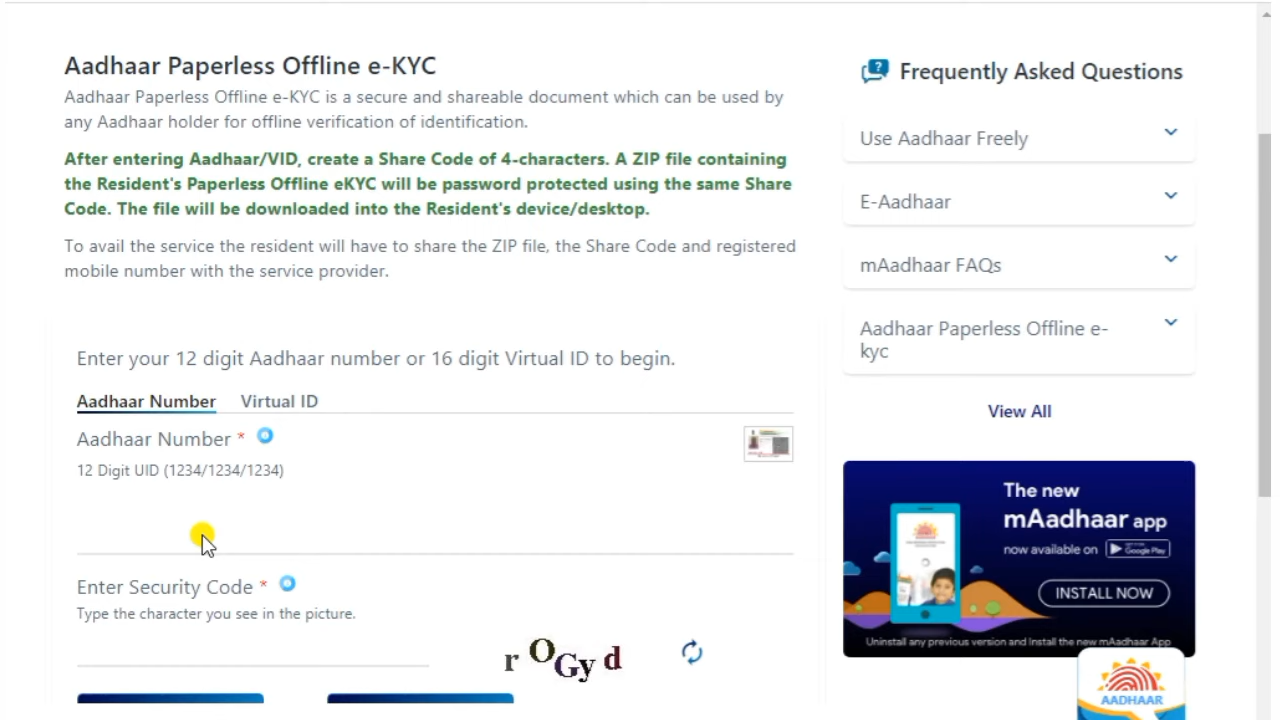 Aadhaar Paperless Offline e-KYC
Aadhaar Paperless Offline e-KYC is a secure and shareable document which can be used by
any Aadhaar holder for offline verification of identification.
After entering Aadhaar/VID, create a Share Code of 4-characters. A ZIP file containing
the Resident's Paperless Offline eKYC will be password protected using the same Share
Code. The file will be downloaded into the Resident's device/desktop.
To avail the service the resident will have to share the ZIP file, the Share Code and registered
mobile number with the service provider.
Enter your 12 digit Aadhaar number or 16 digit Virtual ID to begin.
Aadhaar Number Virtual ID
Aadhaar Number *
12 Digit UID (1234/1234/1234)
Enter Security Code *
Type the character you see in the picture.
r O G y d
Frequently Asked Questions
Use Aadhaar Freely
E-Aadhaar
mAadhaar FAQs
Aadhaar Paperless Offline e-
kyc
View All
The new
mAadhaar app
now available on Google Play
INSTALL NOW
Uninstall any previous version and Install the new mAadhaar App
AADHAAR